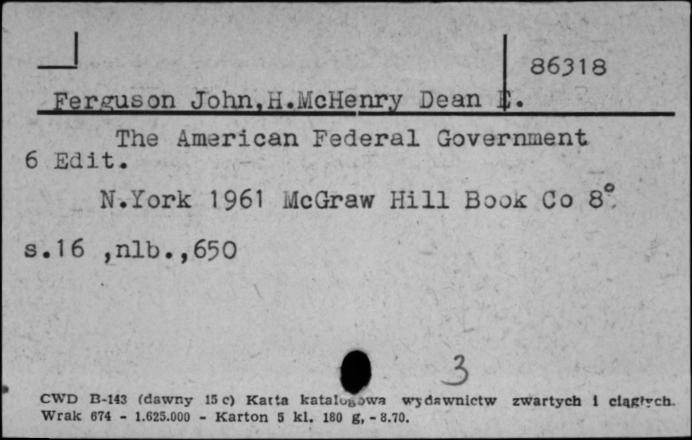 86318
Ferguson John,H.McHenry Dean E.
The American Federal Government
6 Edit.
N.York 1961 McGraw Hill Book Co 8°
s.16 ,nlb.,650
3
CWD B-143 (dawny 15 c) Karta katalogowa wydawnictw zwartych i ciągłych.
Wrak 674 - 1.625.000 - Karton 5 kl. 180 g, - 8.70.